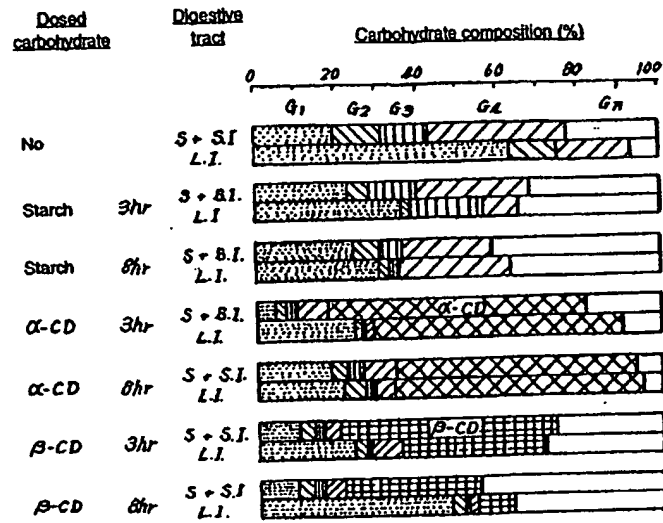 Dosed carbohydrate Digestive tract Carbohydrate composition (%)
0 20 40 60 80 100
G1 G2 G3 GL Gn
No S + S.I
L.I.
Starch 3hr S + S.I.
L.I
Starch 8hr S + S.I.
L.I.
α-CD 3hr S + S.I. α-CD
L.I.
α-CD 8hr S + S.I.
L.I.
β-CD 3hr S + S.I. β-CD
L.I.
β-CD 8hr S + S.I
L.I.